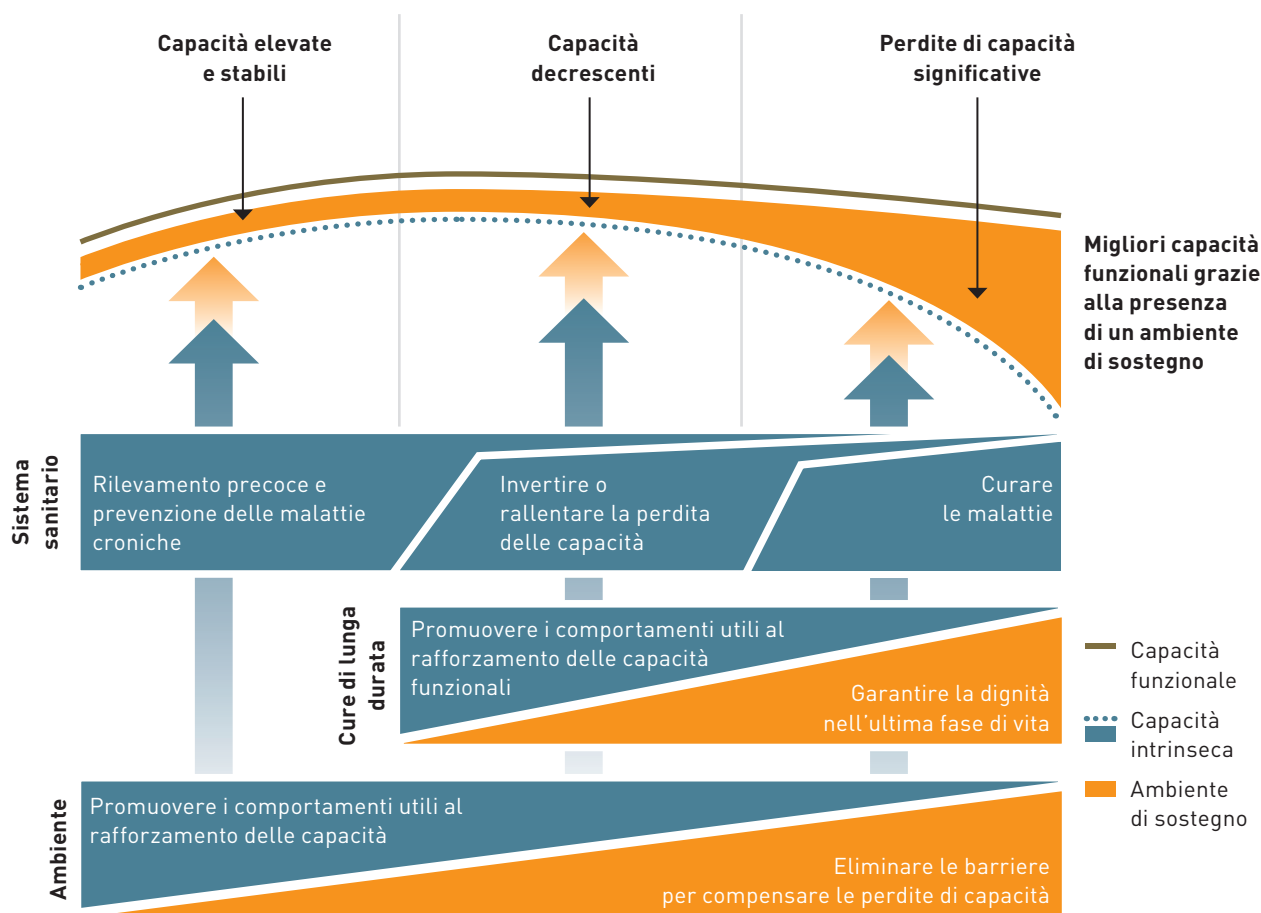 Capacità elevate
e stabili
Capacità
decrescenti
Perdite di capacità
significative
Migliori capacità
funzionali grazie
alla presenza
di un ambiente
di sostegno
Sistema
sanitario
Rilevamento precoce e
prevenzione delle malattie
croniche
Invertire o
rallentare la perdita
delle capacità
Curare
le malattie
Cure di lunga
durata
Promuovere i comportamenti utili al
rafforzamento delle capacità
funzionali
Garantire la dignità
nell'ultima fase di vita
Capacità
funzionale
Capacità
intrinseca
Ambiente
di sostegno
Ambiente
Promuovere i comportamenti utili al
rafforzamento delle capacità
Eliminare le barriere
per compensare le perdite di capacità